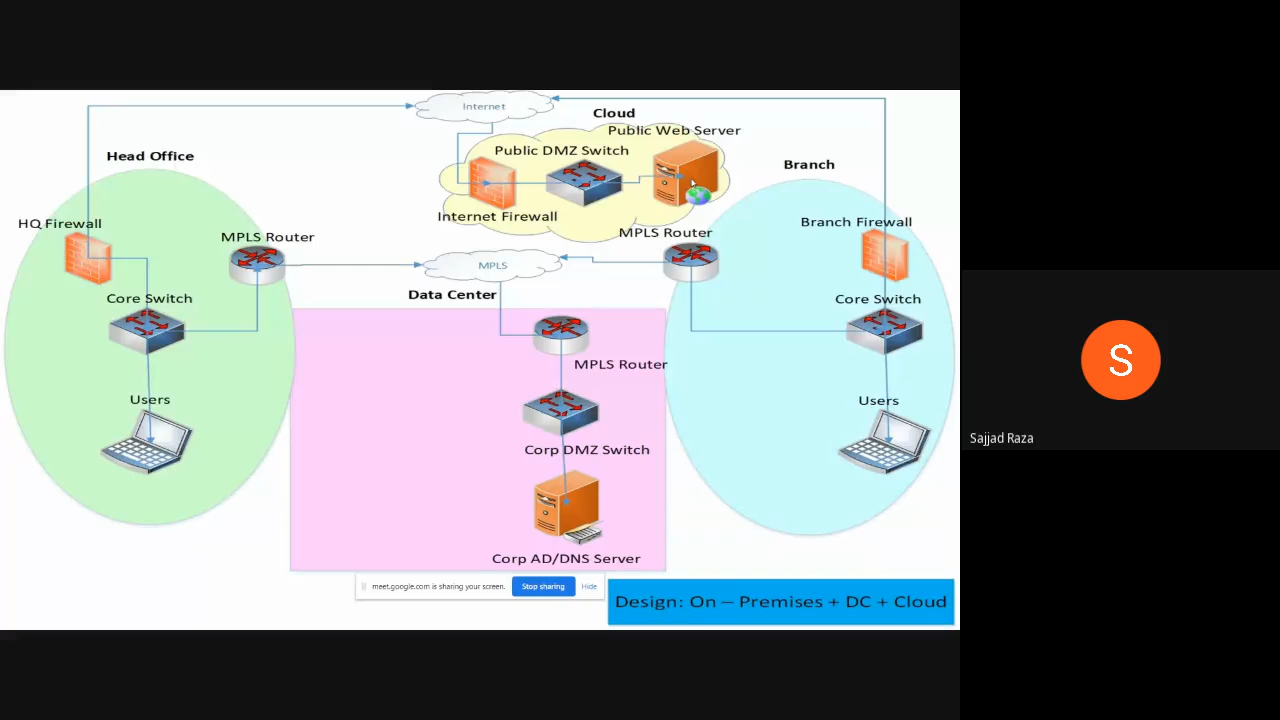 Internet
Cloud
Public Web Server
Head Office
Public DMZ Switch
Branch
HQ Firewall
Internet Firewall
Branch Firewall
MPLS Router
MPLS Router
MPLS
Core Switch
Data Center
Core Switch
MPLS Router
Users
Users
Corp DMZ Switch
Sajjad Raza
S
Corp AD/DNS Server
meet.google.com is sharing your screen.
Stop sharing
Hide
Design: On – Premises + DC + Cloud